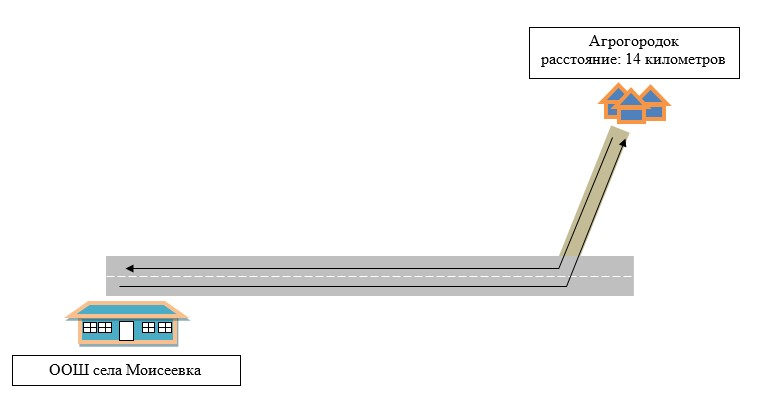 Агрогородок
расстояние: 14 километров
ООШ села Моисеевка